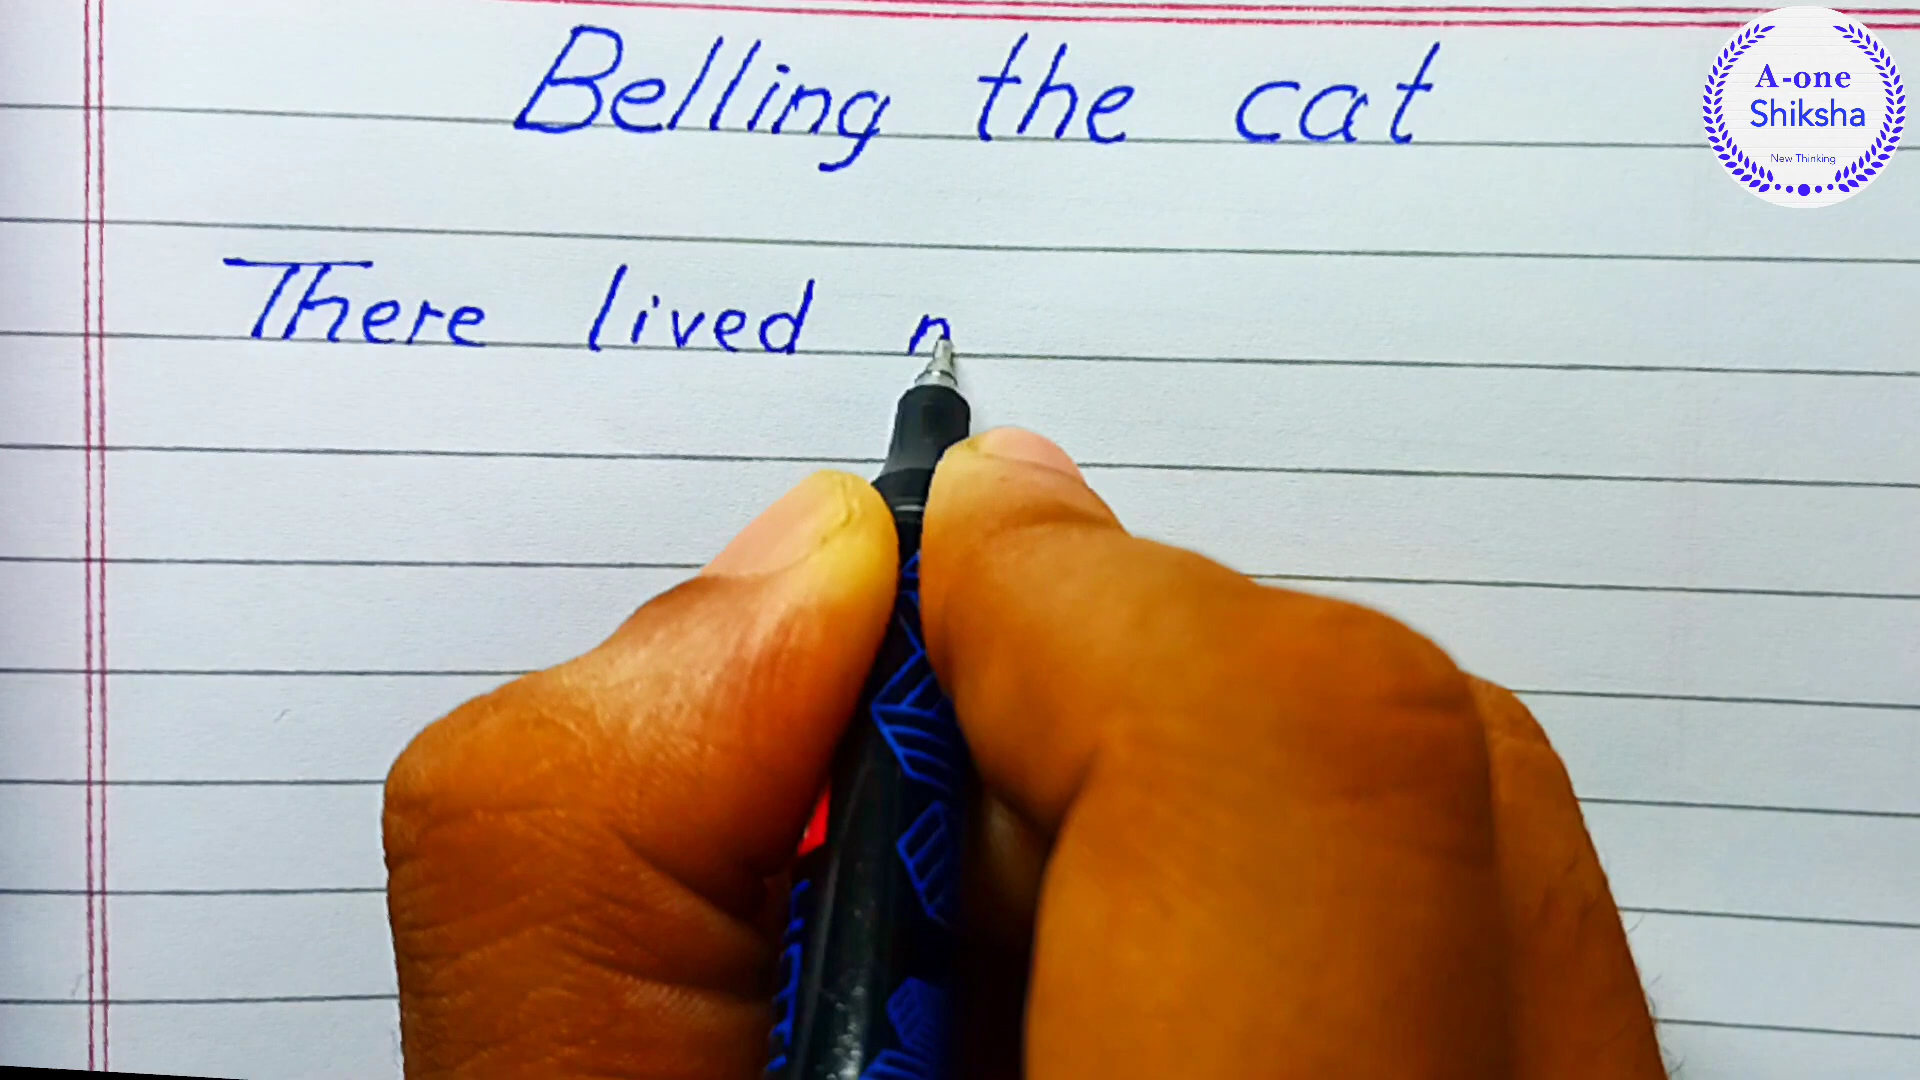 Belling the cat
A-one
Shiksha
New Thinking
There lived